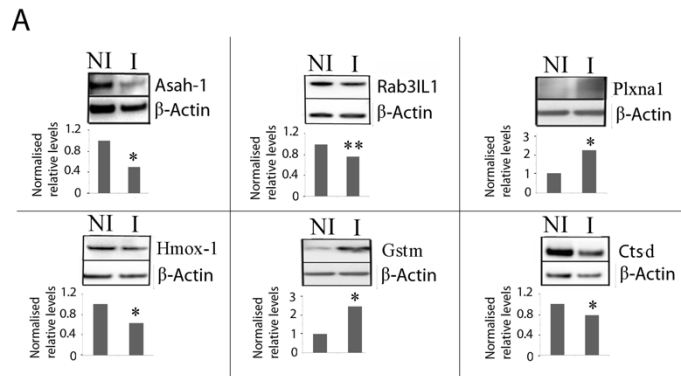 A
NI I
Asah-1
β-Actin
Normalised
relative levels
1.2
0.8
0.4
0
*
NI I
Rab3IL1
β-Actin
Normalised
relative levels
1.2
0.8
0.4
0
**
NI I
Plxna1
β-Actin
Normalised
relative levels
3
2
1
0
*
NI I
Hmox-1
β-Actin
Normalised
relative levels
1.2
0.8
0.4
0
*
NI I
Gstm
β-Actin
Normalised
relative levels
3
2
1
0
*
NI I
Ctsd
β-Actin
Normalised
relative levels
1.2
0.8
0.4
0
*